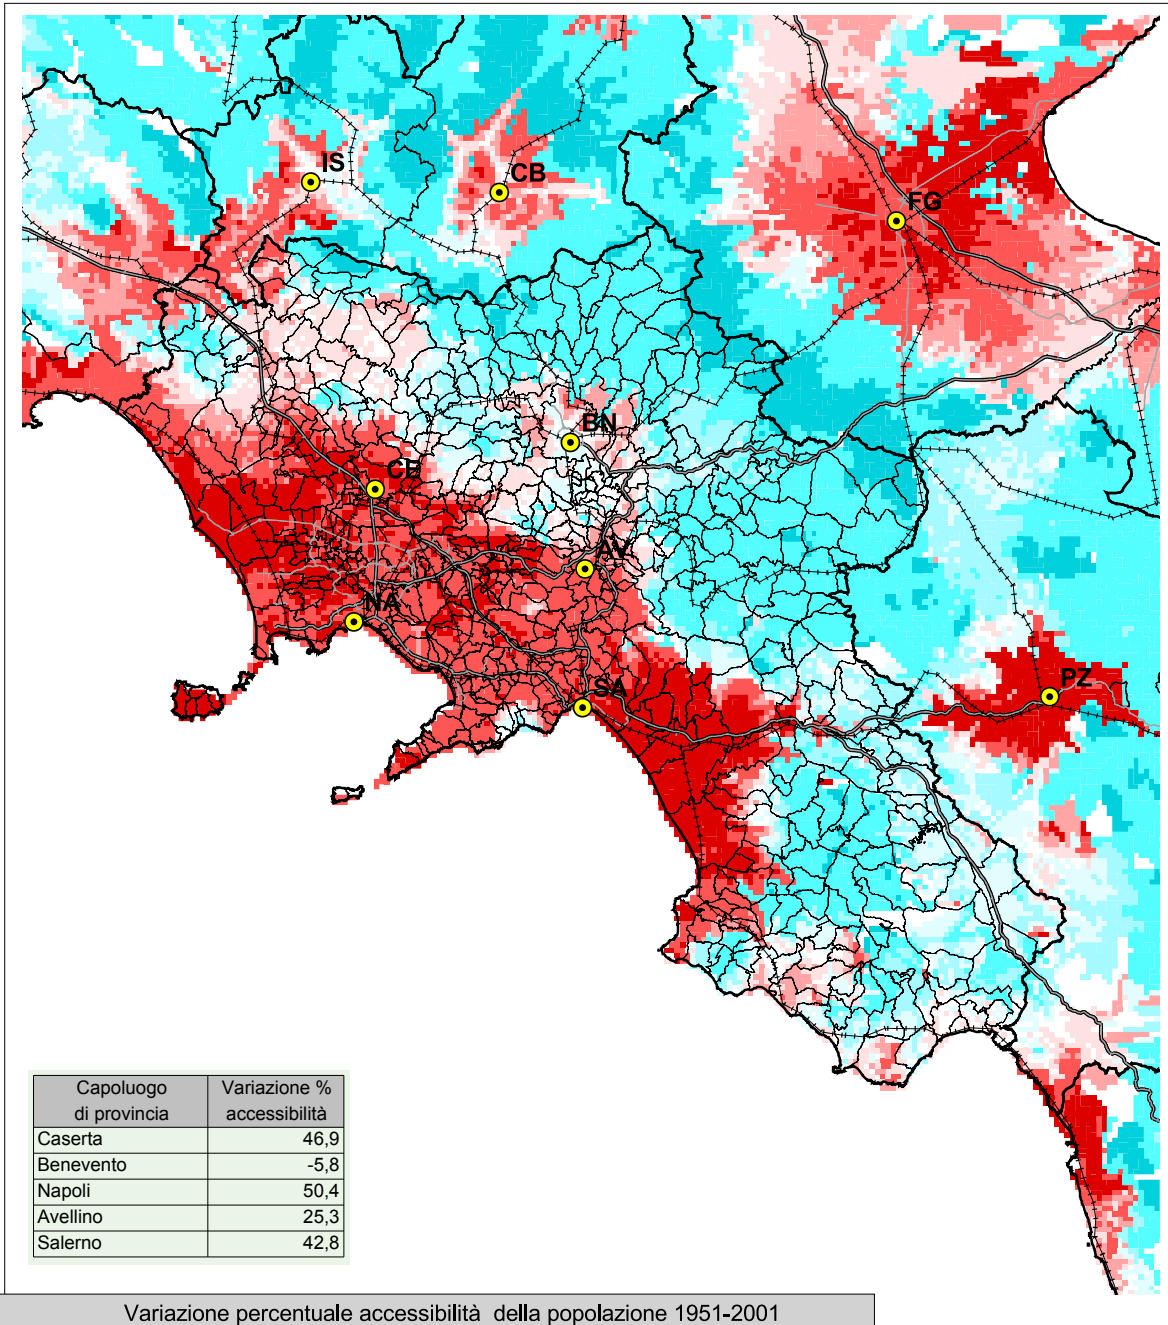 IS
CB
FG
BN
CE
AV
NA
SA
PZ
Capoluogo di provincia Variazione % accessibilità
Caserta 46,9
Benevento -5,8
Napoli 50,4
Avellino 25,3
Salerno 42,8
Variazione percentuale accessibilità della popolazione 1951-2001